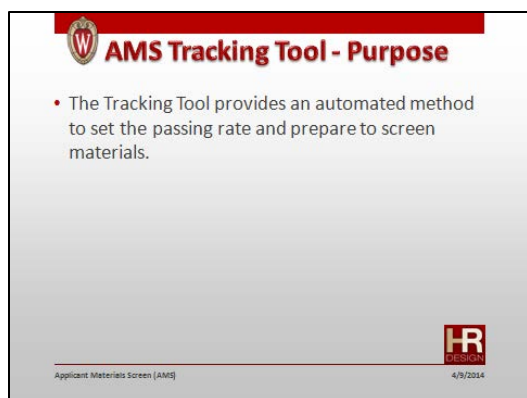 W
AMS Tracking Tool - Purpose
• The Tracking Tool provides an automated method
to set the passing rate and prepare to screen
materials.
HR
DESIGN
Applicant Materials Screen (AMS)
4/9/2014